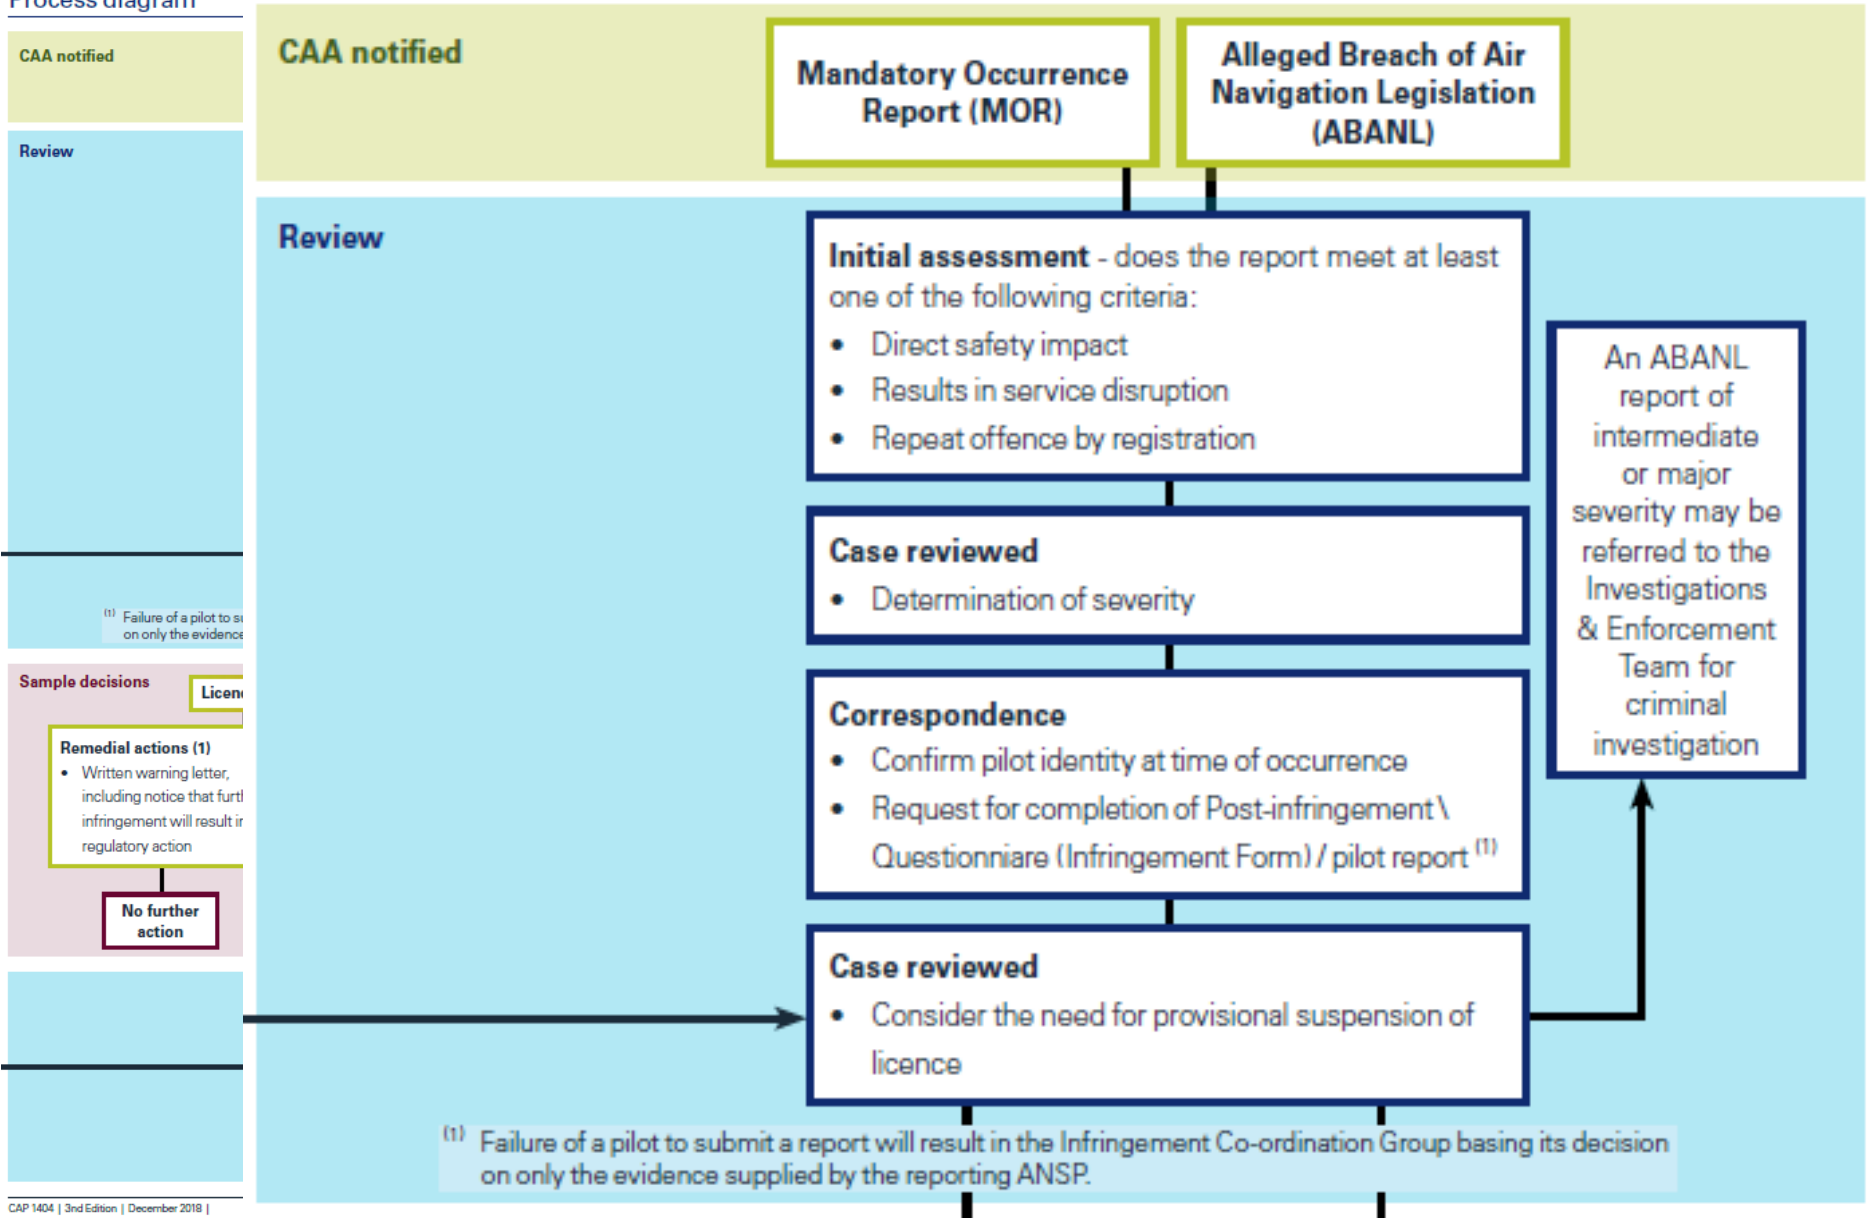 Process diagram
CAA notified
Review
(1) Failure of a pilot to su
on only the evidence
Sample decisions
Licen
Remedial actions (1)
• Written warning letter,
including notice that furth
infringement will result in
regulatory action
No further
action
CAP 1404 | 3nd Edition | December 2018 |
CAA notified
Mandatory Occurrence
Report (MOR)
Alleged Breach of Air
Navigation Legislation
(ABANL)
Review
Initial assessment - does the report meet at least
one of the following criteria:
• Direct safety impact
• Results in service disruption
• Repeat offence by registration
Case reviewed
• Determination of severity
Correspondence
• Confirm pilot identity at time of occurrence
• Request for completion of Post-infringement \
Questionniare (Infringement Form) / pilot report (1)
Case reviewed
• Consider the need for provisional suspension of
licence
An ABANL
report of
intermediate
or major
severity may be
referred to the
Investigations
& Enforcement
Team for
criminal
investigation
(1) Failure of a pilot to submit a report will result in the Infringement Co-ordination Group basing its decision
on only the evidence supplied by the reporting ANSP.